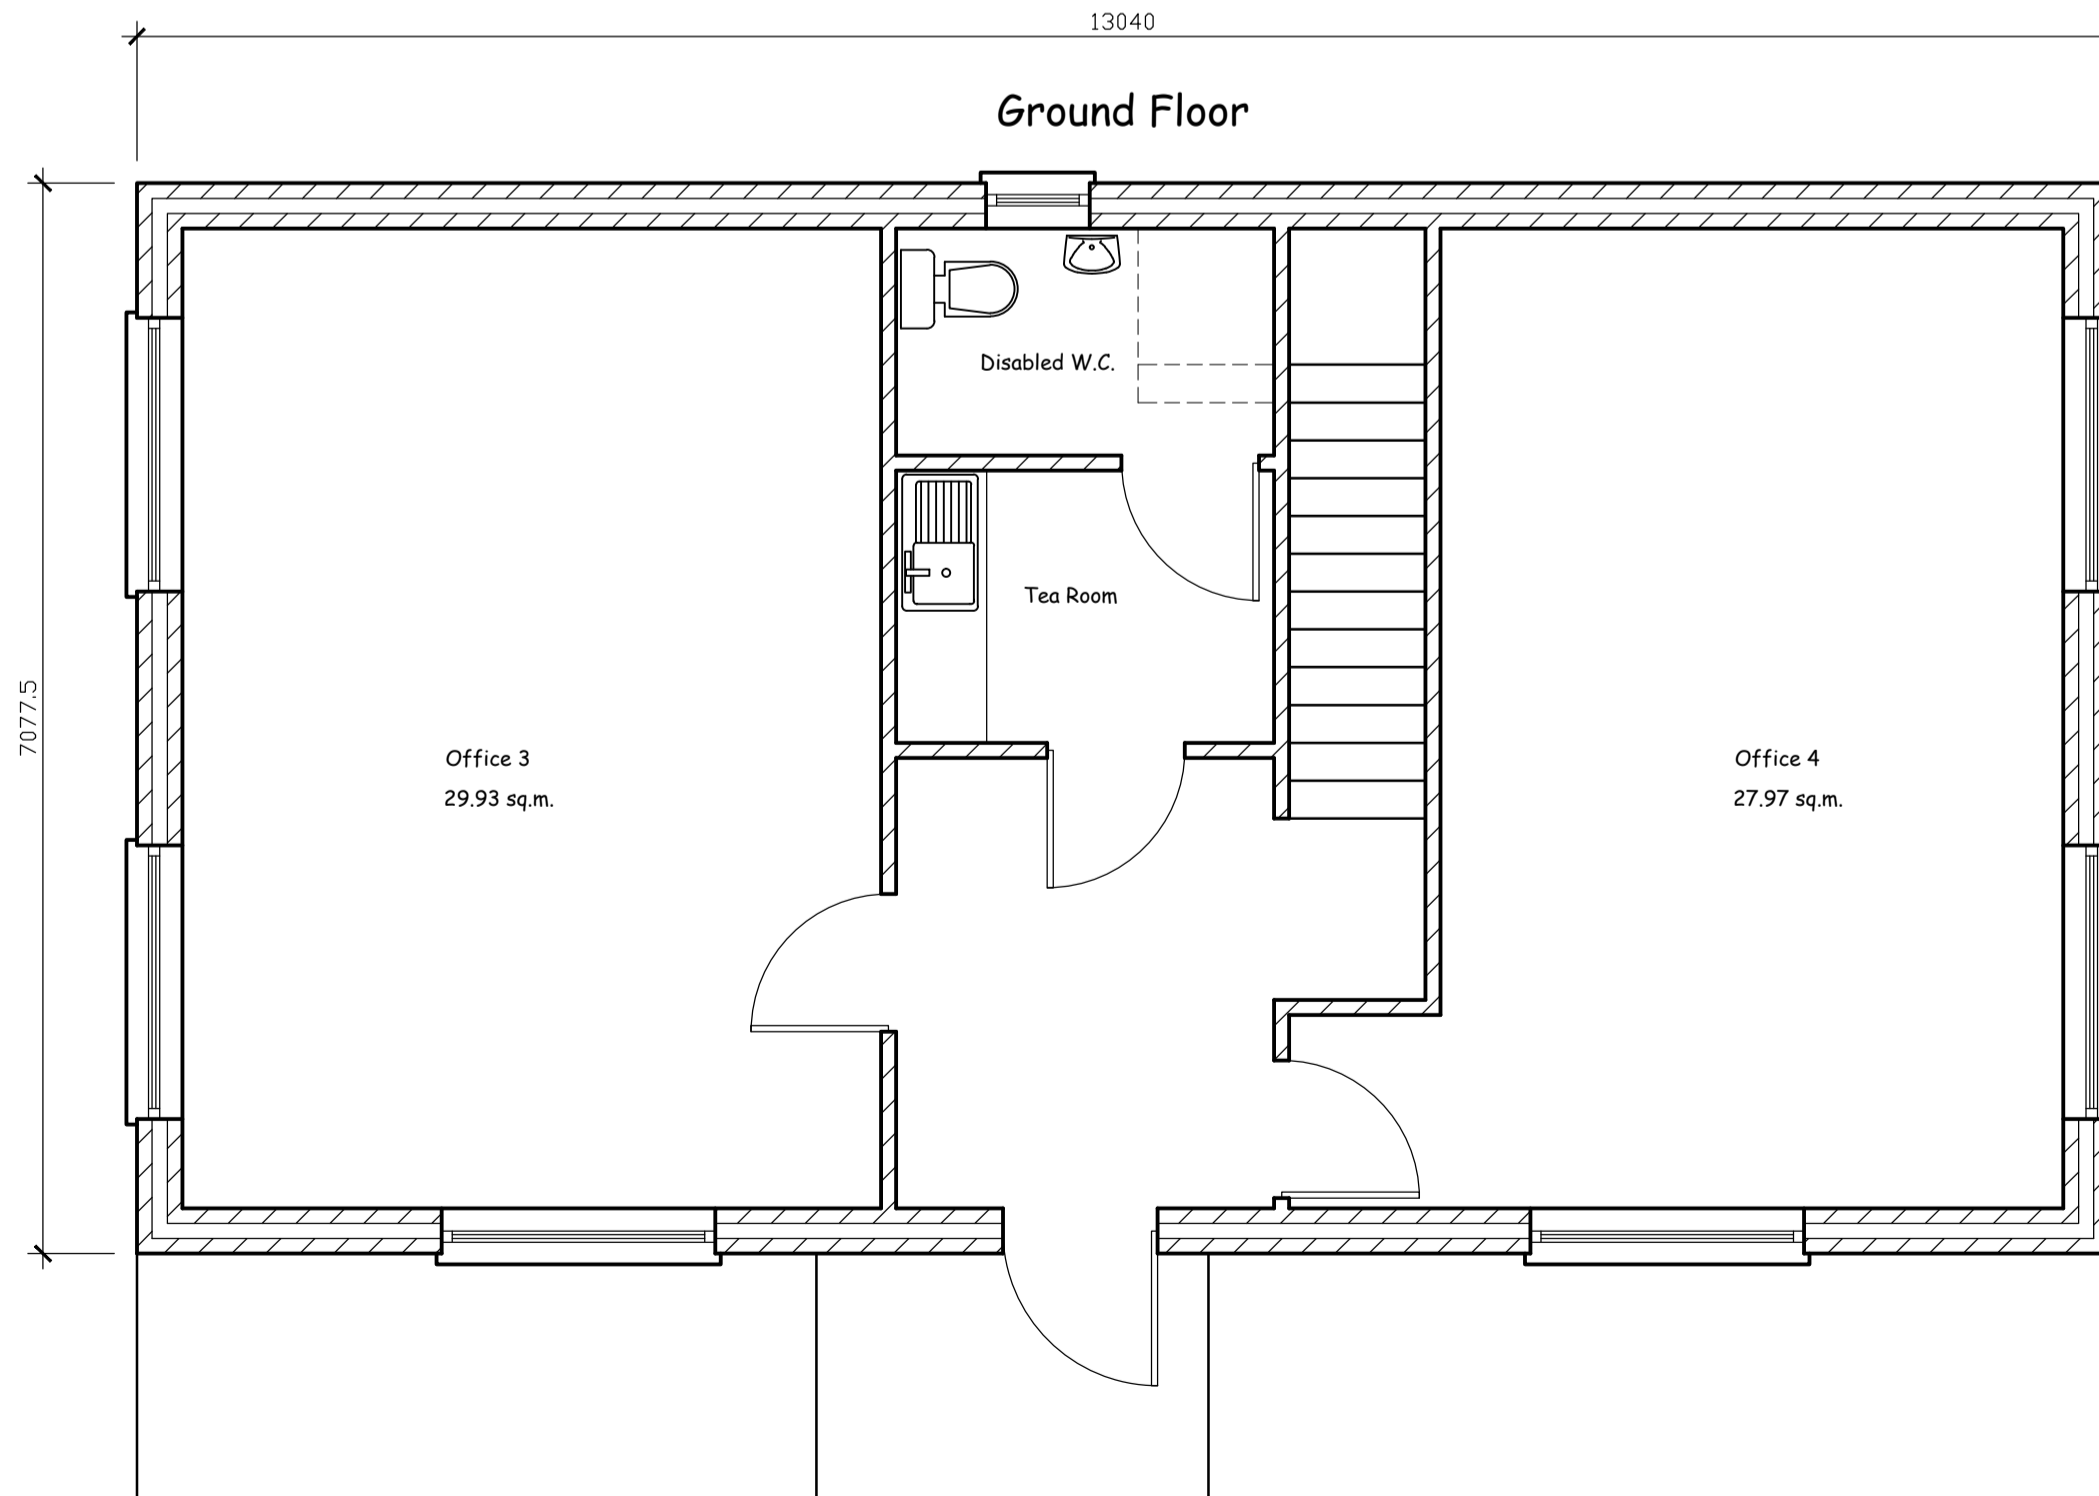 13040
Ground Floor
Disabled W.C.
Tea Room
7077.5
Office 3
29.93 sq.m.
Office 4
27.97 sq.m.